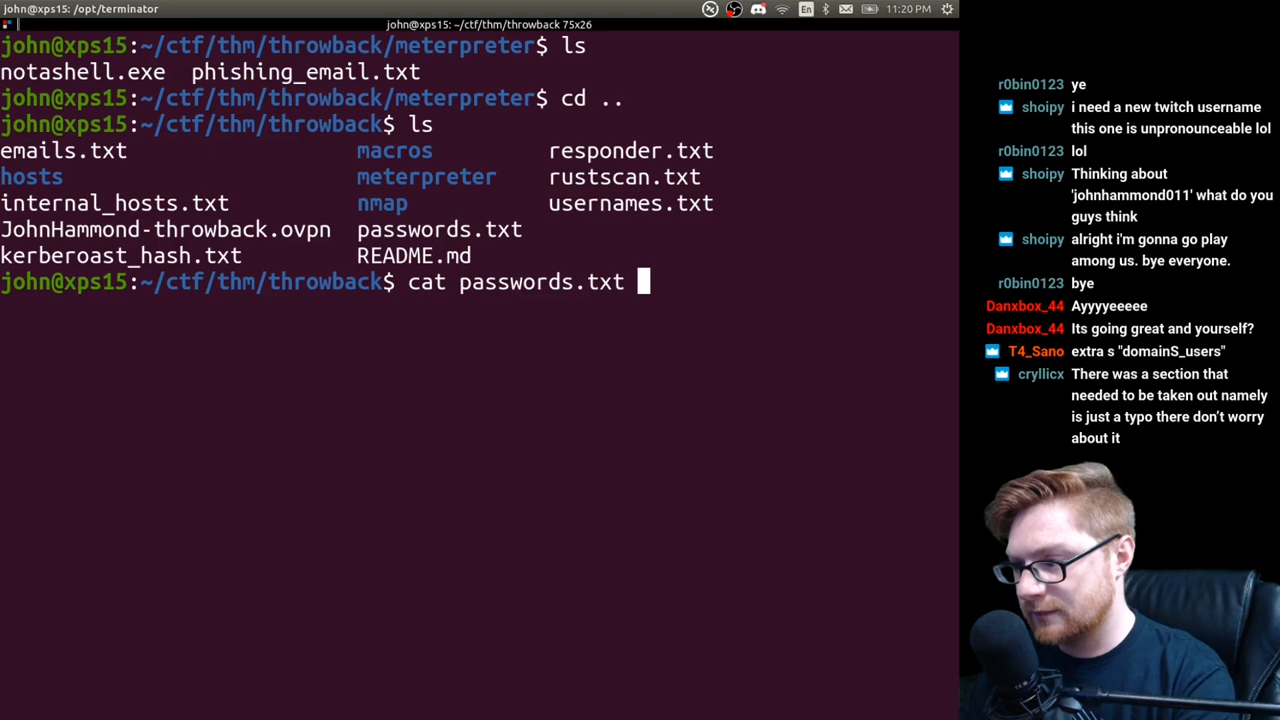 john@xps15: /opt/terminator
En
11:20 PM
john@xps15: ~/ctf/thm/throwback 75x26
john@xps15:~/ctf/thm/throwback/meterpreter$ ls
notashell.exe phishing_email.txt
john@xps15:~/ctf/thm/throwback/meterpreter$ cd ..
john@xps15:~/ctf/thm/throwback$ ls
emails.txt macros responder.txt
hosts meterpreter rustscan.txt
internal_hosts.txt nmap usernames.txt
JohnHammond-throwback.ovpn passwords.txt
kerberoast_hash.txt README.md
john@xps15:~/ctf/thm/throwback$ cat passwords.txt
r0bin0123 ye
shoipy i need a new twitch username
this one is unpronounceable lol
r0bin0123 lol
shoipy Thinking about
'johnhammond011' what do you
guys think
shoipy alright i'm gonna go play
among us. bye everyone.
r0bin0123 bye
Danxbox_44 Ayyyyeeeee
Danxbox_44 Its going great and yourself?
T4_Sano extra s "domainS_users"
cryllicx There was a section that
needed to be taken out namely
is just a typo there don't worry
about it